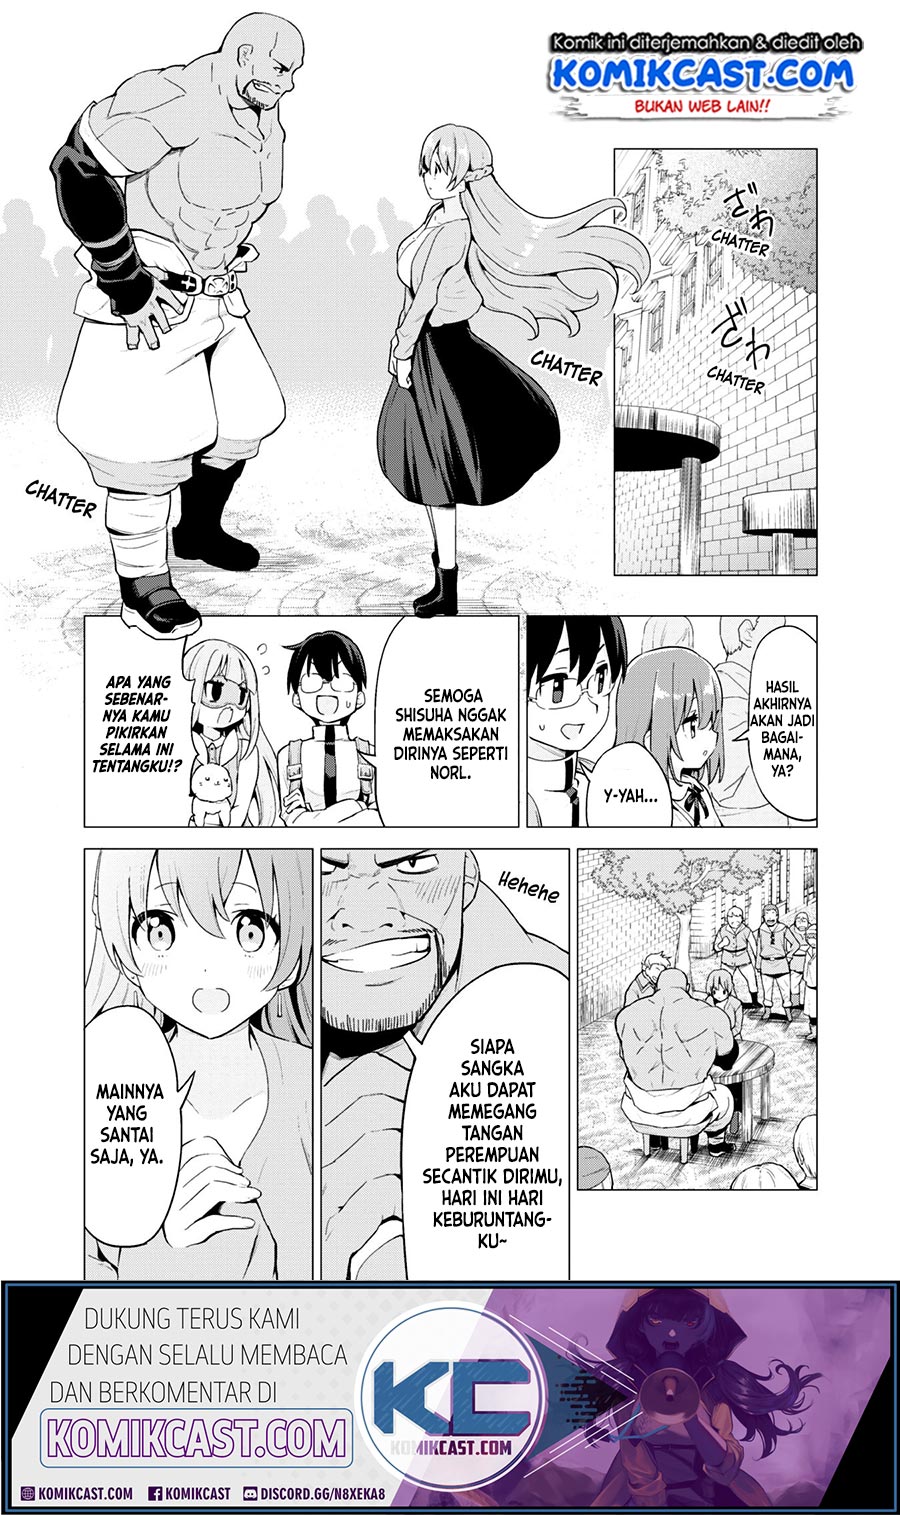 Komik ini diterjemahkan & diedit oleh
KOMIKCAST.COM
BUKAN WEB LAIN!!
ざわ
CHATTER
ざわ
CHATTER
CHATTER
CHATTER
HASIL
AKHIRNYA
AKAN JADI
BAGAI-
MANA,
YA?
Y-YAH...
SEMOGA
SHISUHA NGGAK
MEMAKSAKAN
DIRINYA SEPERTI
NORL.
APA YANG
SEBENAR-
NYA KAMU
PIKIRKAN
SELAMA INI
TENTANGKU!?
Hehehe
SIAPA
SANGKA
AKU DAPAT
MEMEGANG
TANGAN
PEREMPUAN
SECANTIK DIRIMU,
HARI INI HARI
KEBURUNTANG-
KU~
MAINNYA
YANG
SANTAI
SAJA, YA.
DUKUNG TERUS KAMI
DENGAN SELALU MEMBACA
DAN BERKOMENTAR DI
KOMIKCAST.COM
KC
KOMIKCAST.COM
KOMIKCAST.COM
KOMIKCAST
DISCORD.GG/N8XEKA8